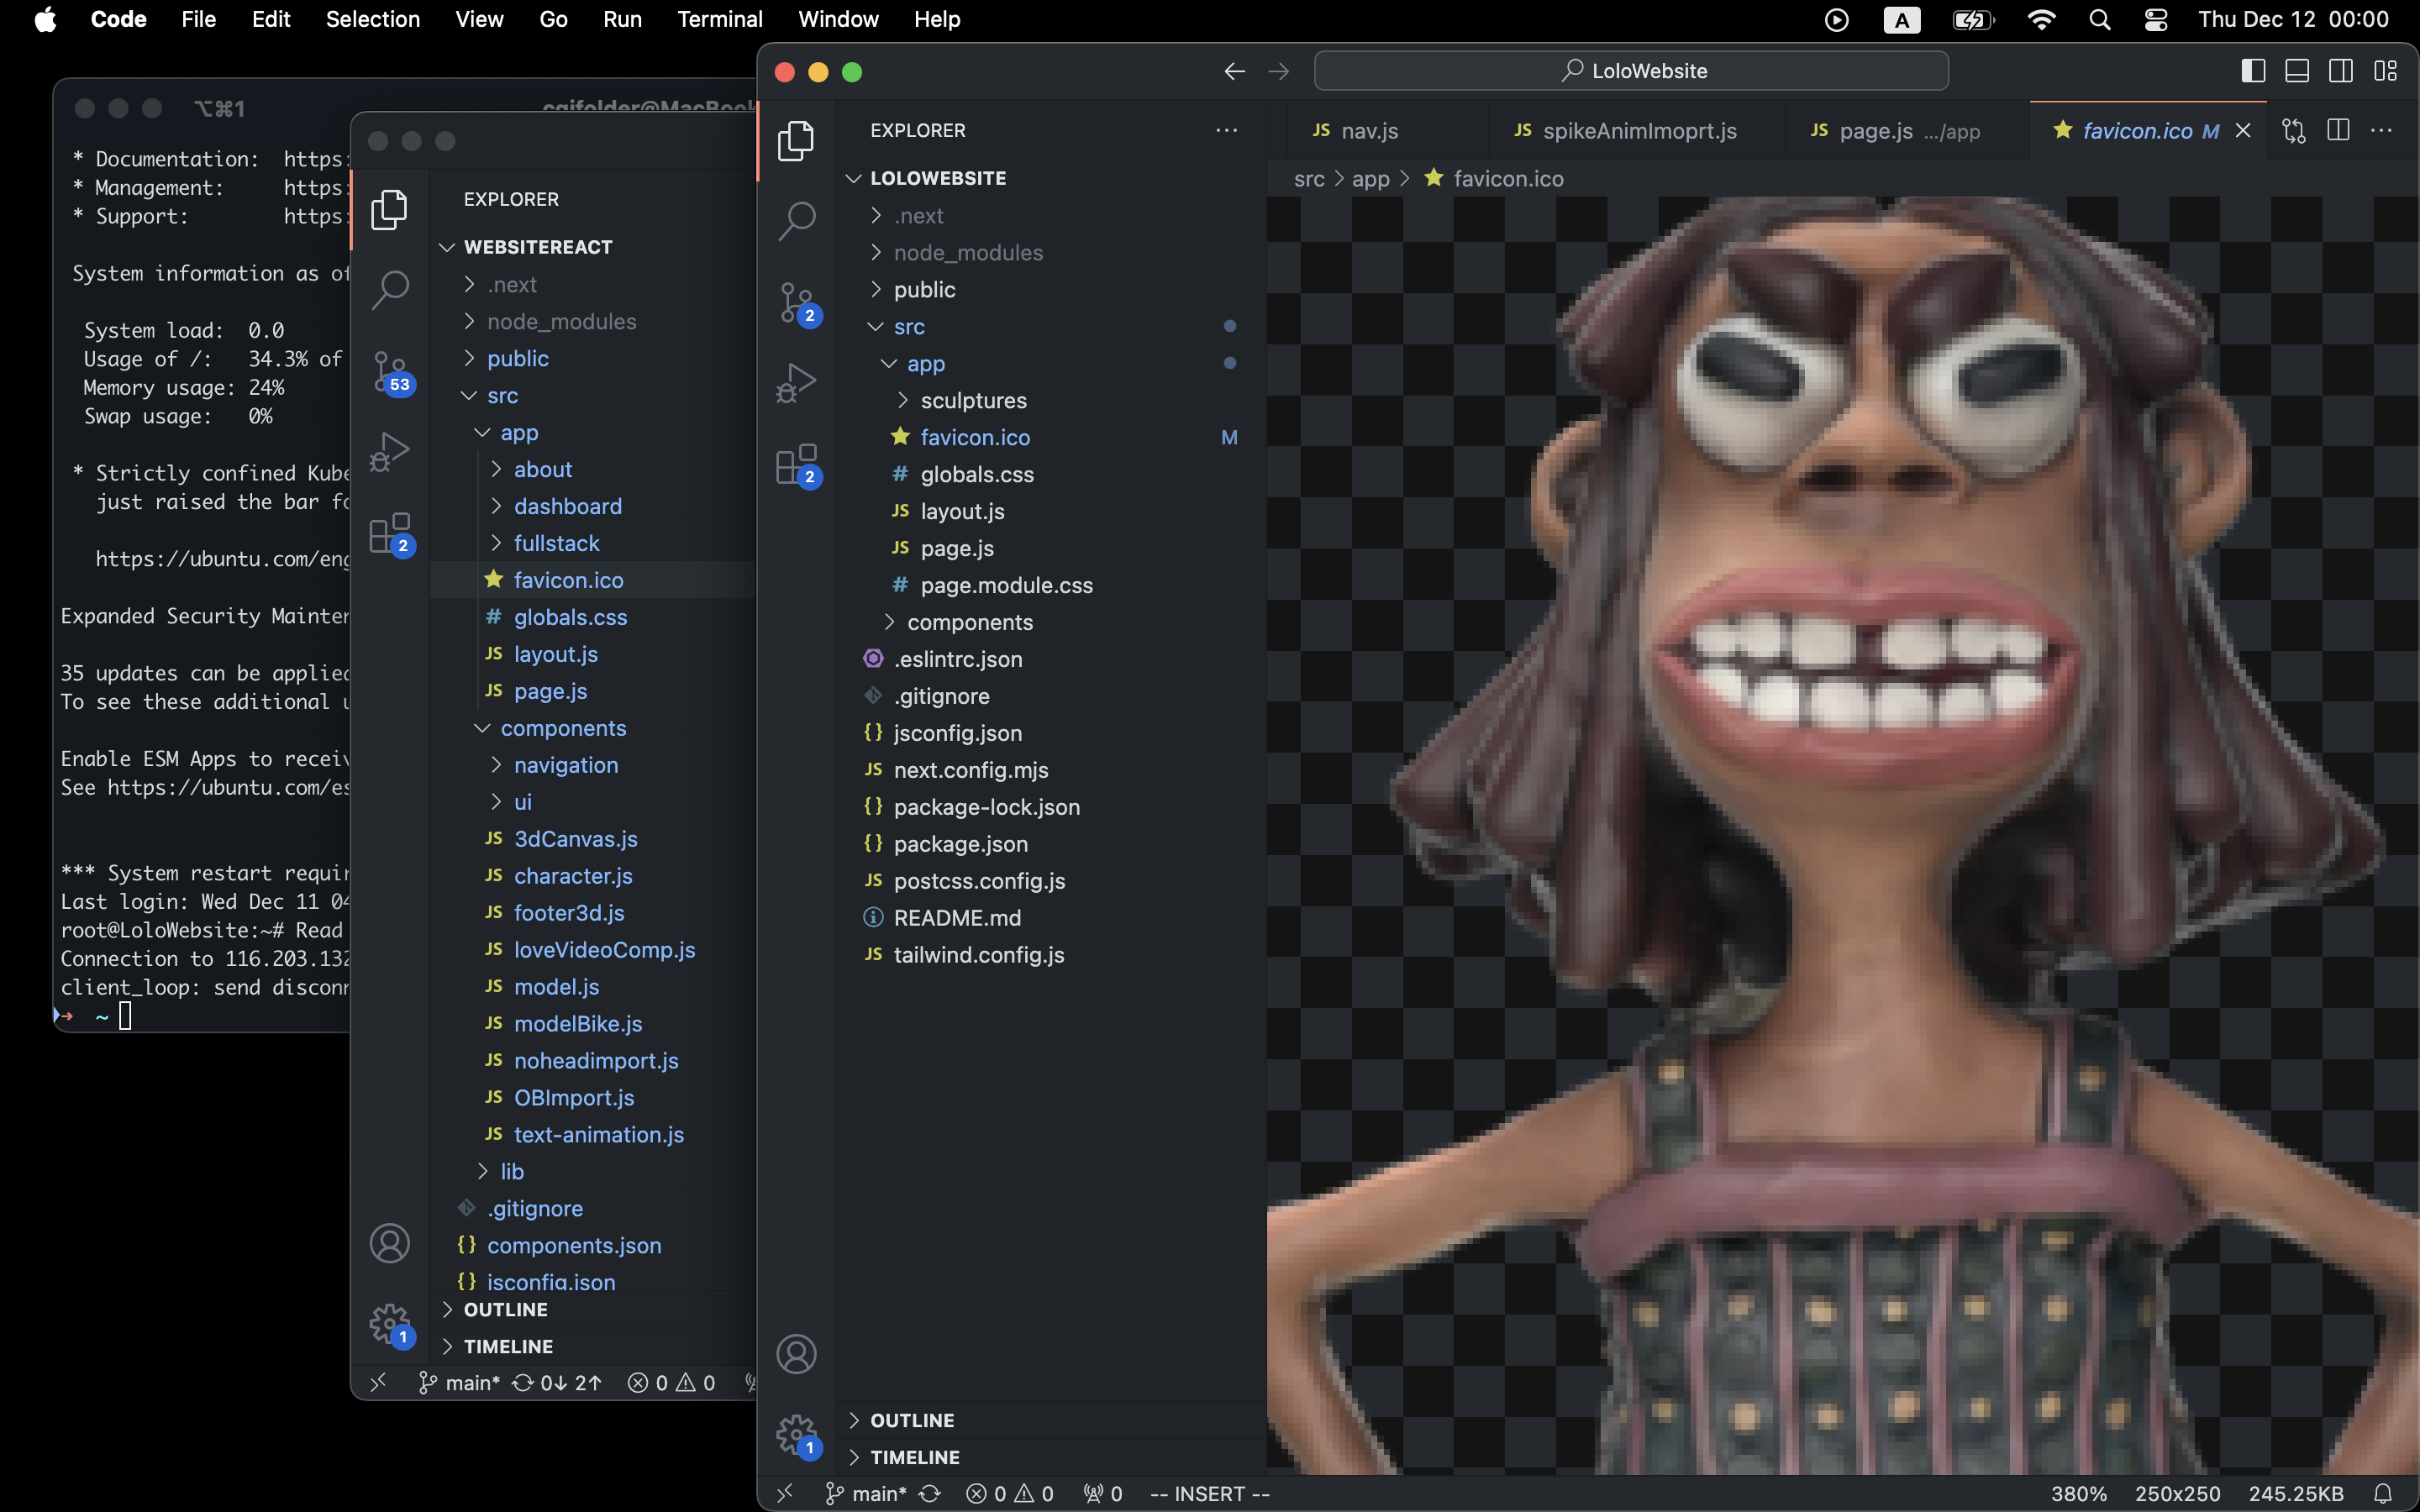 Code File Edit Selection View Go Run Terminal Window Help
A
Thu Dec 12 00:00
⌥⌘1
* Documentation: https:
* Management: https:
* Support: https:
System information as of
System load: 0.0
Usage of /: 34.3% of
Memory usage: 24%
Swap usage: 0%
* Strictly confined Kube
just raised the bar fo
https://ubuntu.com/eng
Expanded Security Mainten
35 updates can be applied
To see these additional u
Enable ESM Apps to receiv
See https://ubuntu.com/es
*** System restart requir
Last login: Wed Dec 11 04
root@LoloWebsite:~# Read
Connection to 116.203.132
client_loop: send disconn
~
EXPLORER
WEBSITEREACT
.next
node_modules
public
53
src
app
about
dashboard
fullstack
2
favicon.ico
globals.css
layout.js
page.js
components
navigation
ui
3dCanvas.js
character.js
footer3d.js
loveVideoComp.js
model.js
modelBike.js
noheadimport.js
OBImport.js
text-animation.js
lib
.gitignore
components.json
jsconfig.json
OUTLINE
1
TIMELINE
main* 0↓ 2↑ 0 0
LoloWebsite
EXPLORER ···
LOLOWEBSITE
.next
node_modules
public
2
src
app
sculptures
favicon.ico M
globals.css
2
layout.js
page.js
page.module.css
components
.eslintrc.json
.gitignore
jsconfig.json
next.config.mjs
package-lock.json
package.json
postcss.config.js
README.md
tailwind.config.js
OUTLINE
1
TIMELINE
JS nav.js
JS spikeAnimImoprt.js
JS page.js .../app
favicon.ico M
src > app > favicon.ico
main* 0 0 0 -- INSERT --
380% 250x250 245.25KB